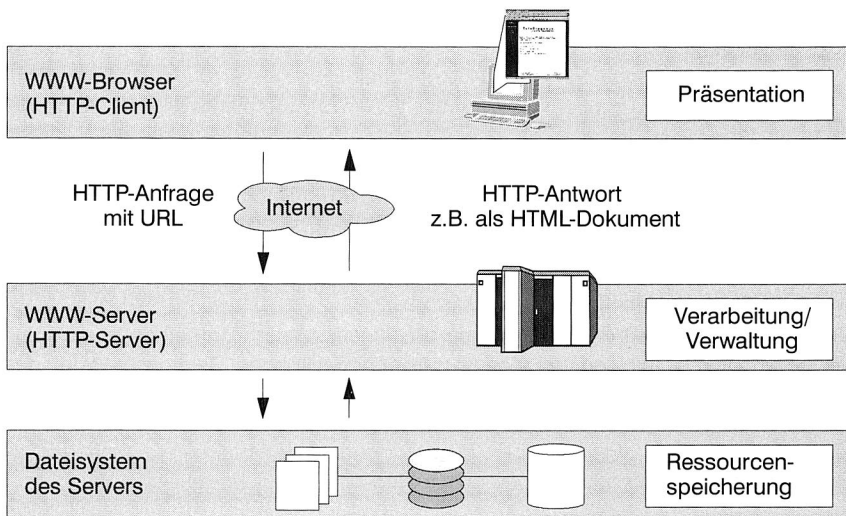 WWW-Browser
(HTTP-Client)
Präsentation
HTTP-Anfrage
mit URL
Internet
HTTP-Antwort
z.B. als HTML-Dokument
WWW-Server
(HTTP-Server)
Verarbeitung/
Verwaltung
Dateisystem
des Servers
Ressourcen-
speicherung